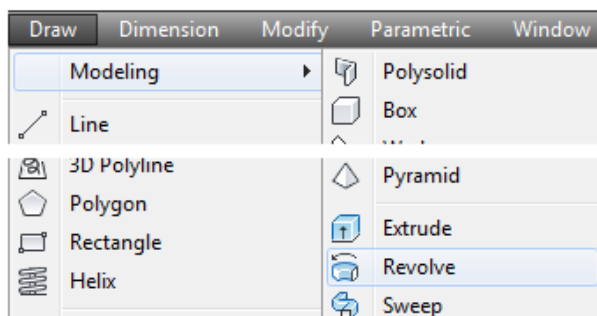 Draw Dimension Modify Parametric Window
Modeling
Line
3D Polyline
Polygon
Rectangle
Helix
Polysolid
Box
Pyramid
Extrude
Revolve
Sweep